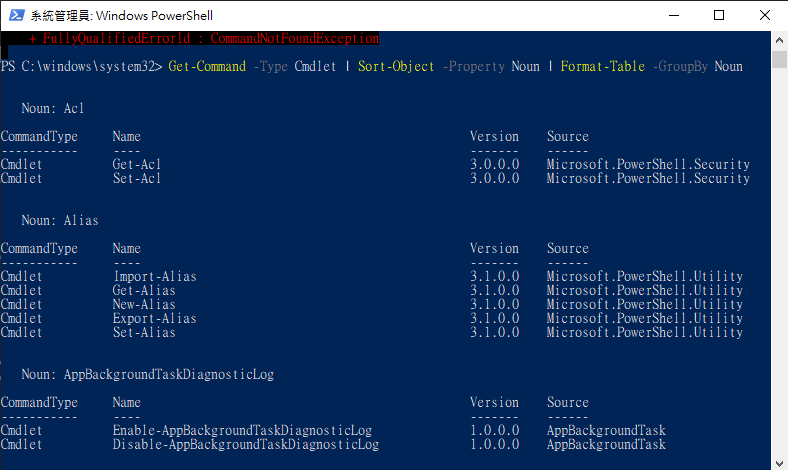 系統管理員: Windows PowerShell
+ FullyQualifiedErrorId : CommandNotFoundException
PS C:\windows\system32> Get-Command -Type Cmdlet | Sort-Object -Property Noun | Format-Table -GroupBy Noun
Noun: Acl
CommandType Name Version Source
----------- ---- ------- ------
Cmdlet Get-Acl 3.0.0.0 Microsoft.PowerShell.Security
Cmdlet Set-Acl 3.0.0.0 Microsoft.PowerShell.Security
Noun: Alias
CommandType Name Version Source
----------- ---- ------- ------
Cmdlet Import-Alias 3.1.0.0 Microsoft.PowerShell.Utility
Cmdlet Get-Alias 3.1.0.0 Microsoft.PowerShell.Utility
Cmdlet New-Alias 3.1.0.0 Microsoft.PowerShell.Utility
Cmdlet Export-Alias 3.1.0.0 Microsoft.PowerShell.Utility
Cmdlet Set-Alias 3.1.0.0 Microsoft.PowerShell.Utility
Noun: AppBackgroundTaskDiagnosticLog
CommandType Name Version Source
----------- ---- ------- ------
Cmdlet Enable-AppBackgroundTaskDiagnosticLog 1.0.0.0 AppBackgroundTask
Cmdlet Disable-AppBackgroundTaskDiagnosticLog 1.0.0.0 AppBackgroundTask